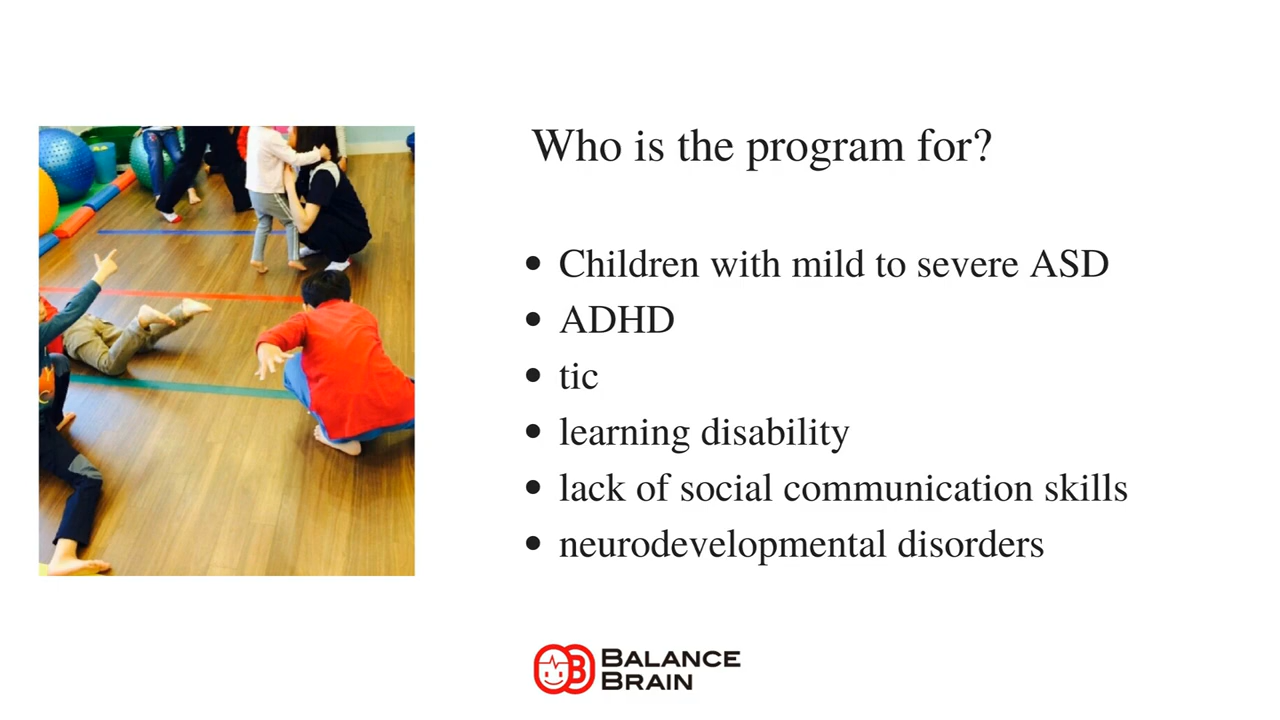 Who is the program for?
• Children with mild to severe ASD
• ADHD
• tic
• learning disability
• lack of social communication skills
• neurodevelopmental disorders
BALANCE
BRAIN